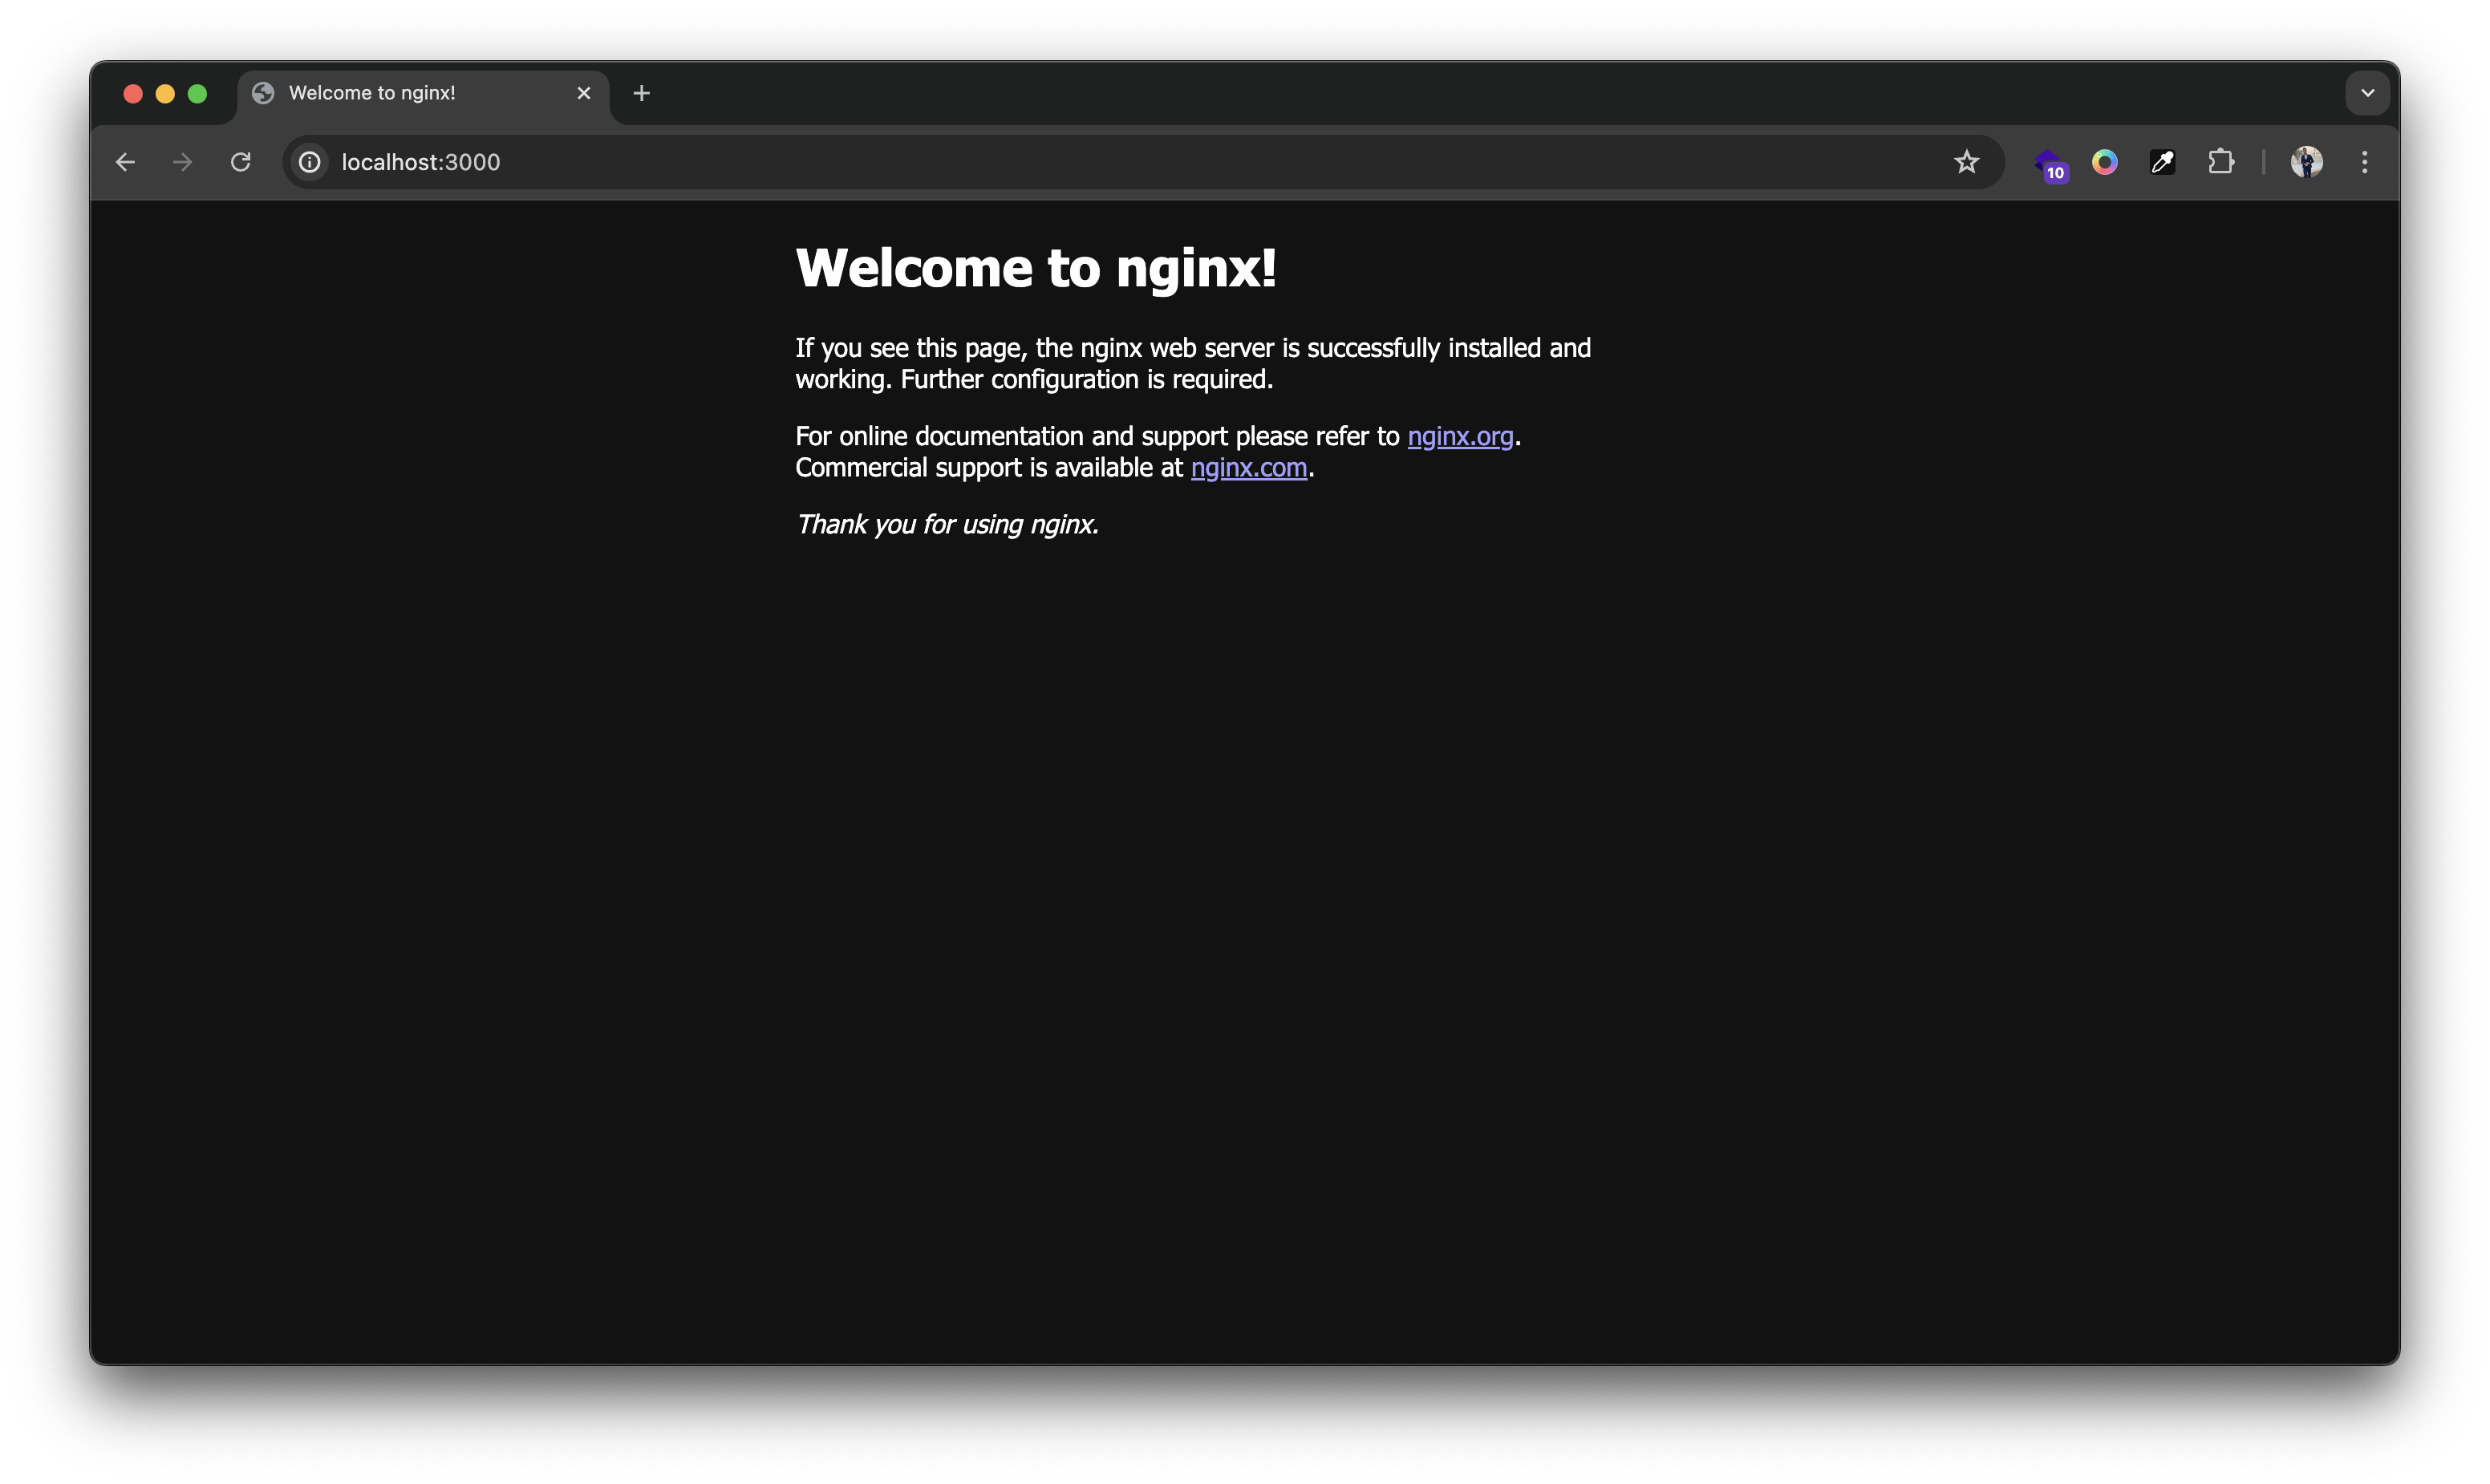 Welcome to nginx!
localhost:3000
10
Welcome to nginx!
If you see this page, the nginx web server is successfully installed and
working. Further configuration is required.
For online documentation and support please refer to nginx.org.
Commercial support is available at nginx.com.
Thank you for using nginx.